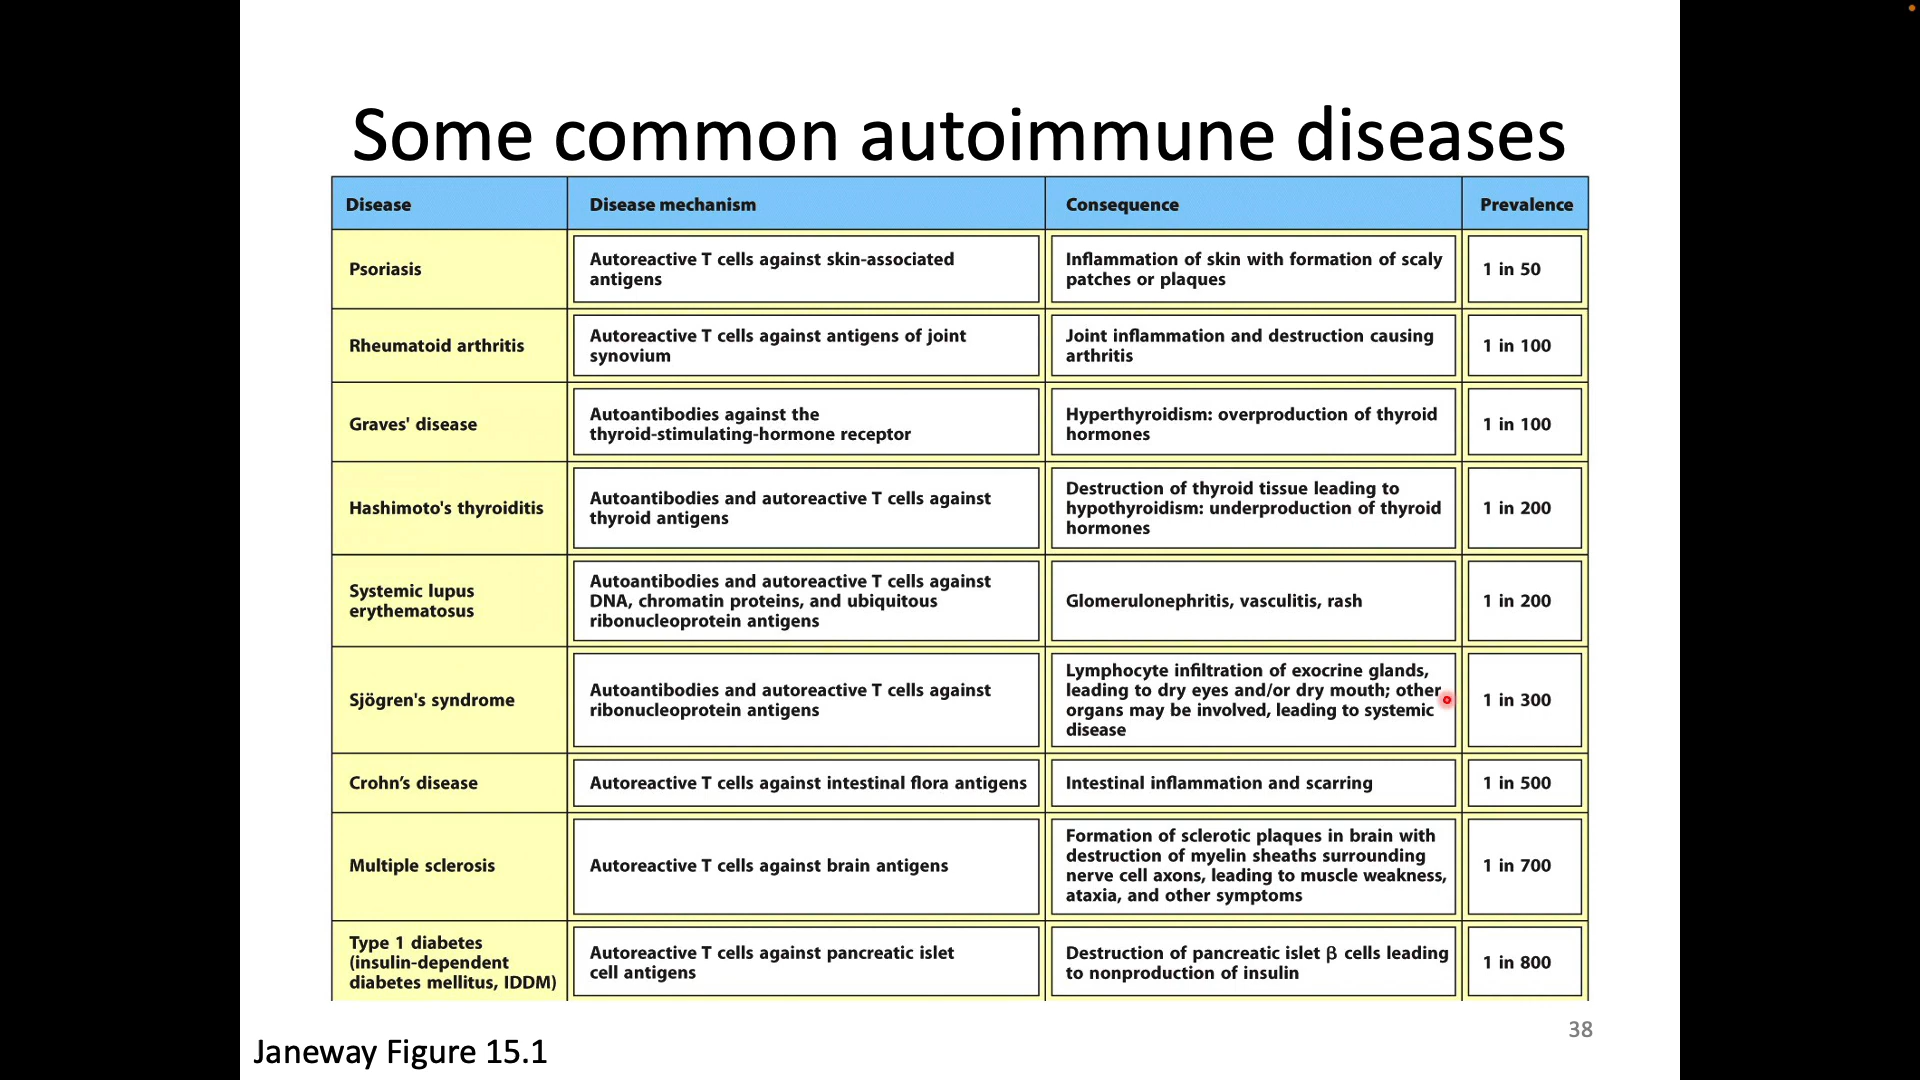 Some common autoimmune diseases
Disease
Disease mechanism
Consequence
Prevalence
Psoriasis
Autoreactive T cells against skin-associated
antigens
Inflammation of skin with formation of scaly
patches or plaques
1 in 50
Rheumatoid arthritis
Autoreactive T cells against antigens of joint
synovium
Joint inflammation and destruction causing
arthritis
1 in 100
Graves' disease
Autoantibodies against the
thyroid-stimulating-hormone receptor
Hyperthyroidism: overproduction of thyroid
hormones
1 in 100
Hashimoto's thyroiditis
Autoantibodies and autoreactive T cells against
thyroid antigens
Destruction of thyroid tissue leading to
hypothyroidism: underproduction of thyroid
hormones
1 in 200
Systemic lupus
erythematosus
Autoantibodies and autoreactive T cells against
DNA, chromatin proteins, and ubiquitous
ribonucleoprotein antigens
Glomerulonephritis, vasculitis, rash
1 in 200
Sjögren's syndrome
Autoantibodies and autoreactive T cells against
ribonucleoprotein antigens
Lymphocyte infiltration of exocrine glands,
leading to dry eyes and/or dry mouth; other
organs may be involved, leading to systemic
disease
1 in 300
Crohn’s disease
Autoreactive T cells against intestinal flora antigens
Intestinal inflammation and scarring
1 in 500
Multiple sclerosis
Autoreactive T cells against brain antigens
Formation of sclerotic plaques in brain with
destruction of myelin sheaths surrounding
nerve cell axons, leading to muscle weakness,
ataxia, and other symptoms
1 in 700
Type 1 diabetes
(insulin-dependent
diabetes mellitus, IDDM)
Autoreactive T cells against pancreatic islet
cell antigens
Destruction of pancreatic islet β cells leading
to nonproduction of insulin
1 in 800
38
Janeway Figure 15.1